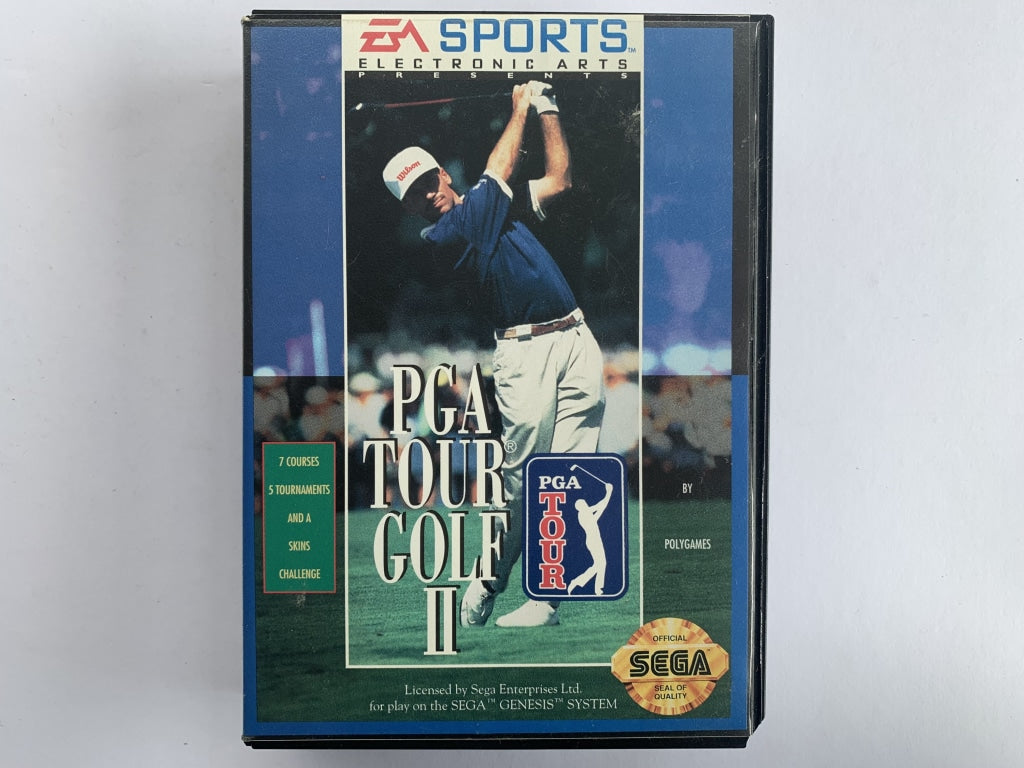 EA SPORTS™
ELECTRONIC ARTS
PRESENTS
Wilson
PGA
TOUR®
GOLF
II
7 COURSES
5 TOURNAMENTS
AND A
SKINS
CHALLENGE
PGA
TOUR
BY
POLYGAMES
OFFICIAL
SEGA
SEAL OF
QUALITY
Licensed by Sega Enterprises Ltd.
for play on the SEGA™ GENESIS™ SYSTEM